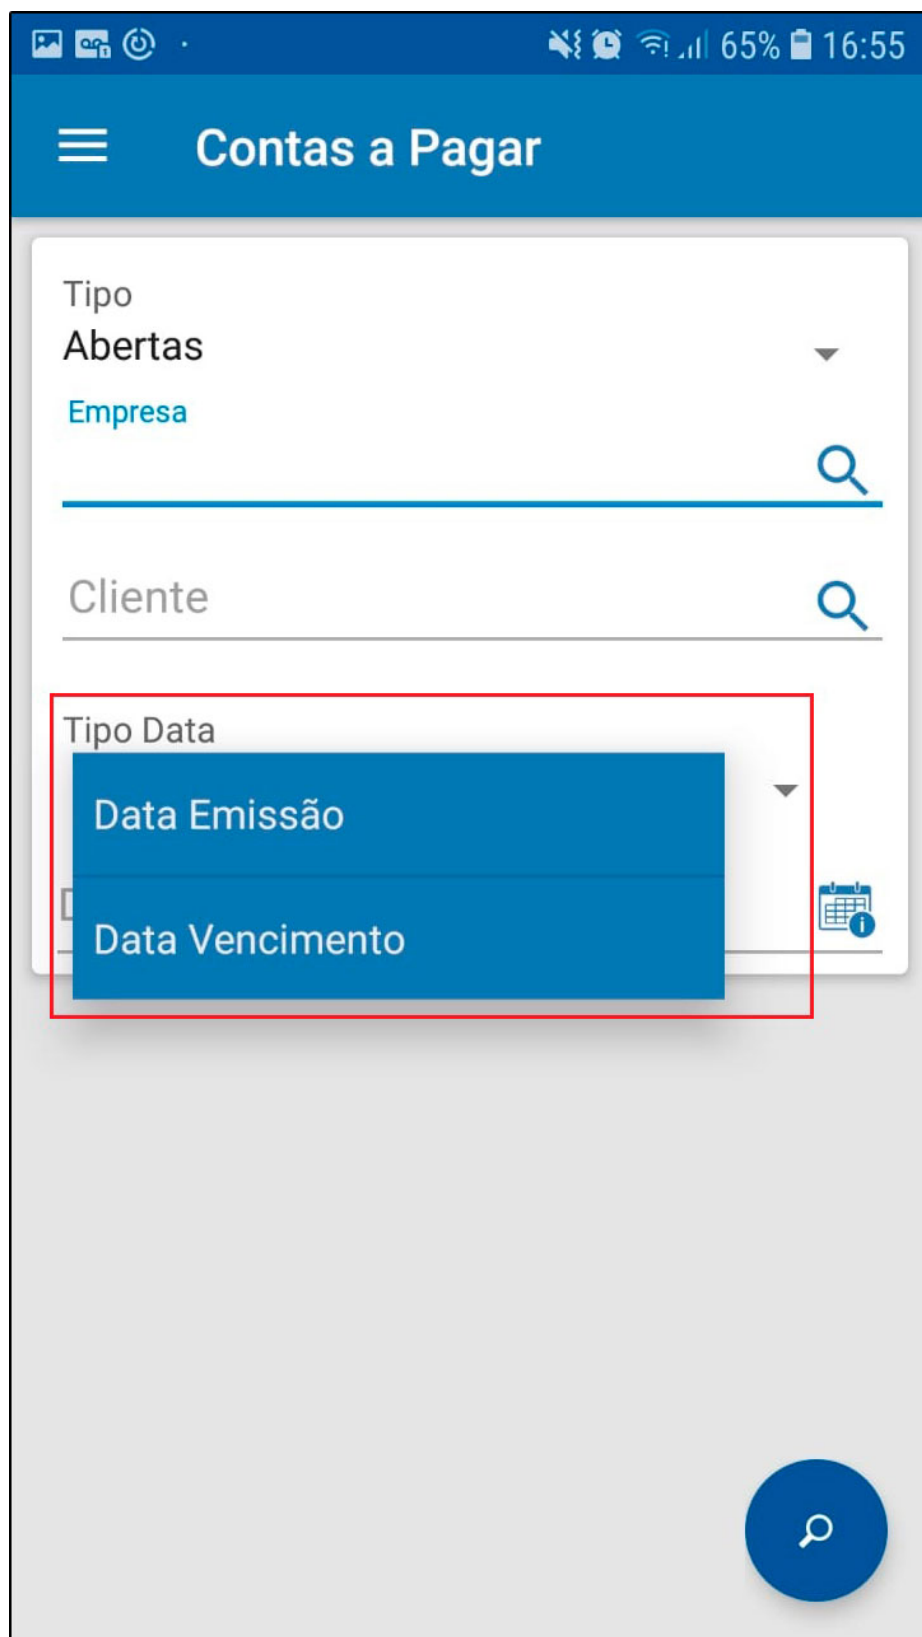 65% 16:55
Contas a Pagar
Tipo
Abertas
Empresa
Cliente
Tipo Data
Data Emissão
Data Vencimento